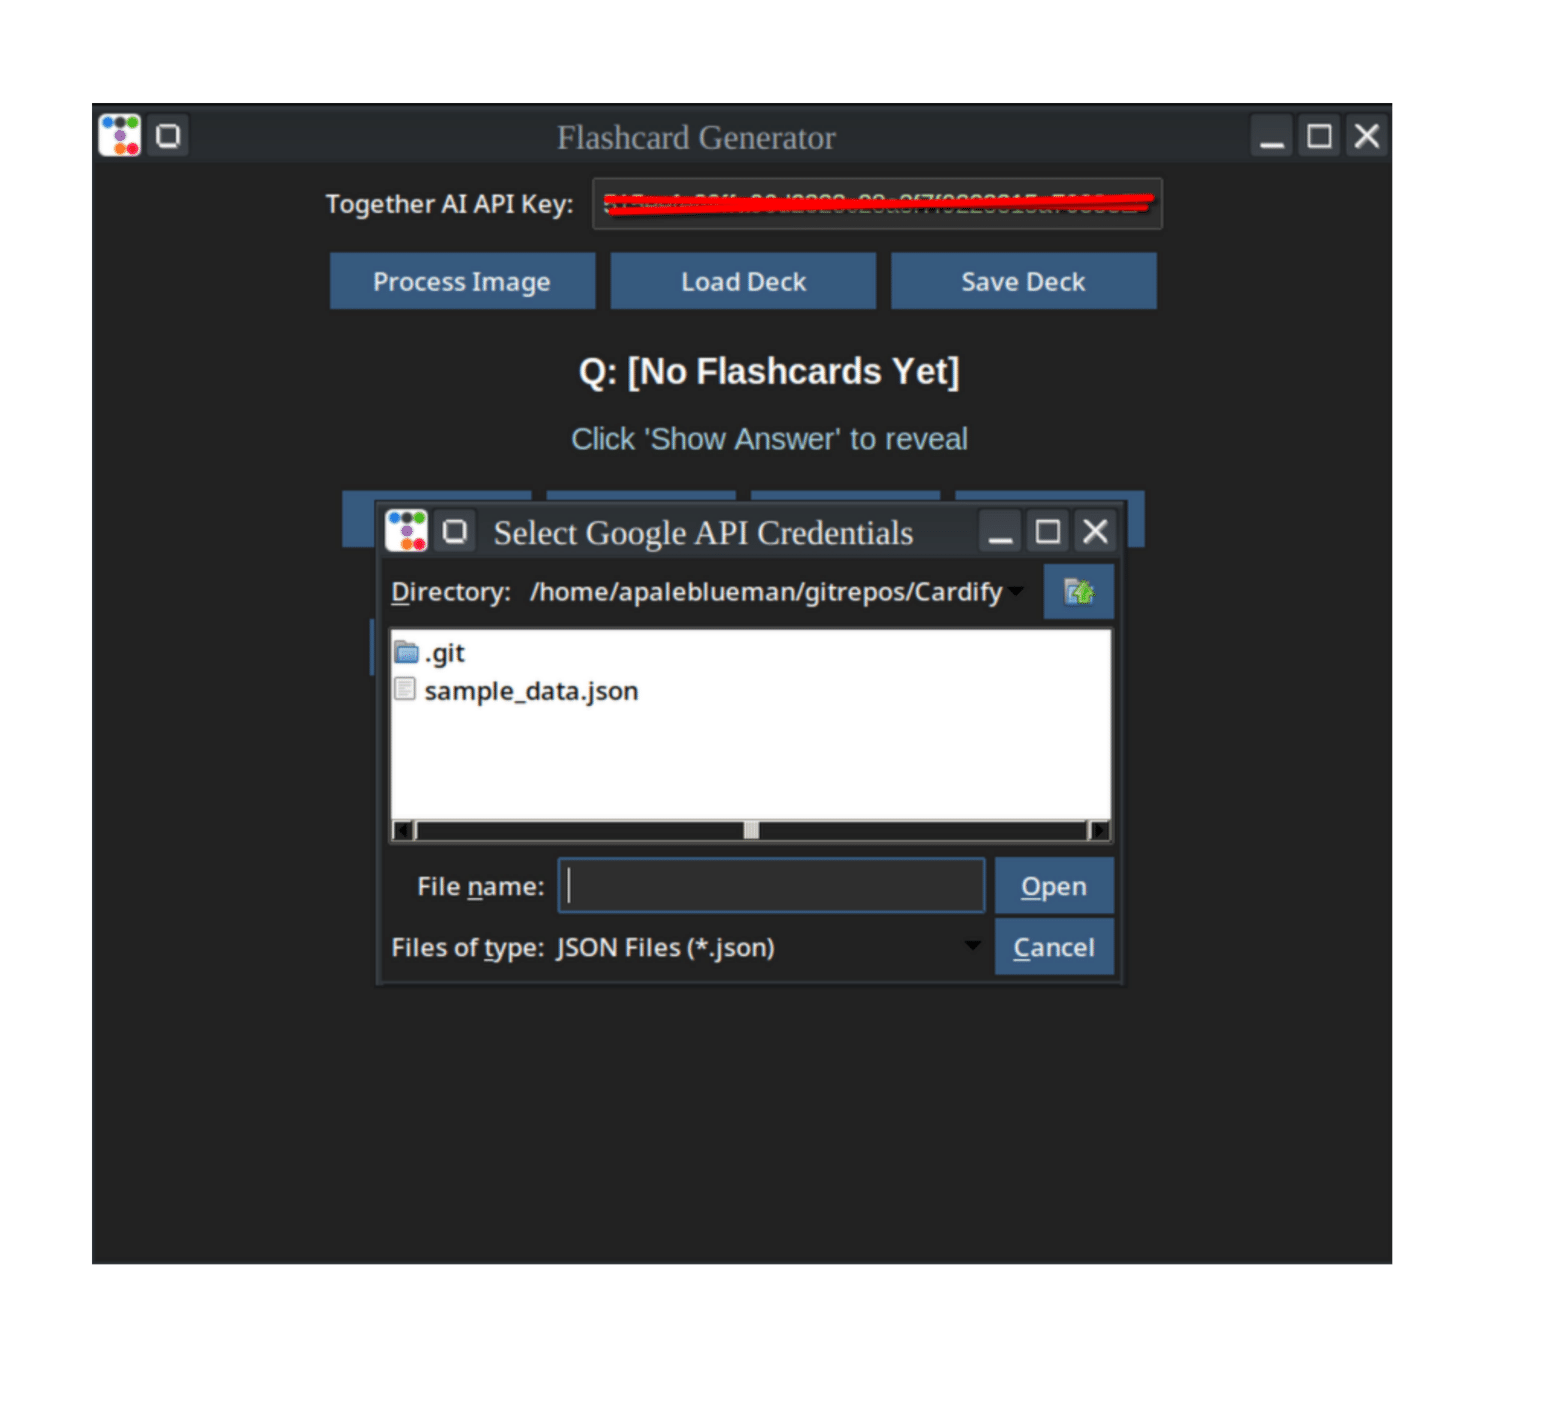 Flashcard Generator
Together AI API Key:
Process Image Load Deck Save Deck
Q: [No Flashcards Yet]
Click 'Show Answer' to reveal
Select Google API Credentials
Directory: /home/apaleblueman/gitrepos/Cardify
.git
sample_data.json
File name: Open
Files of type: JSON Files (*.json) Cancel